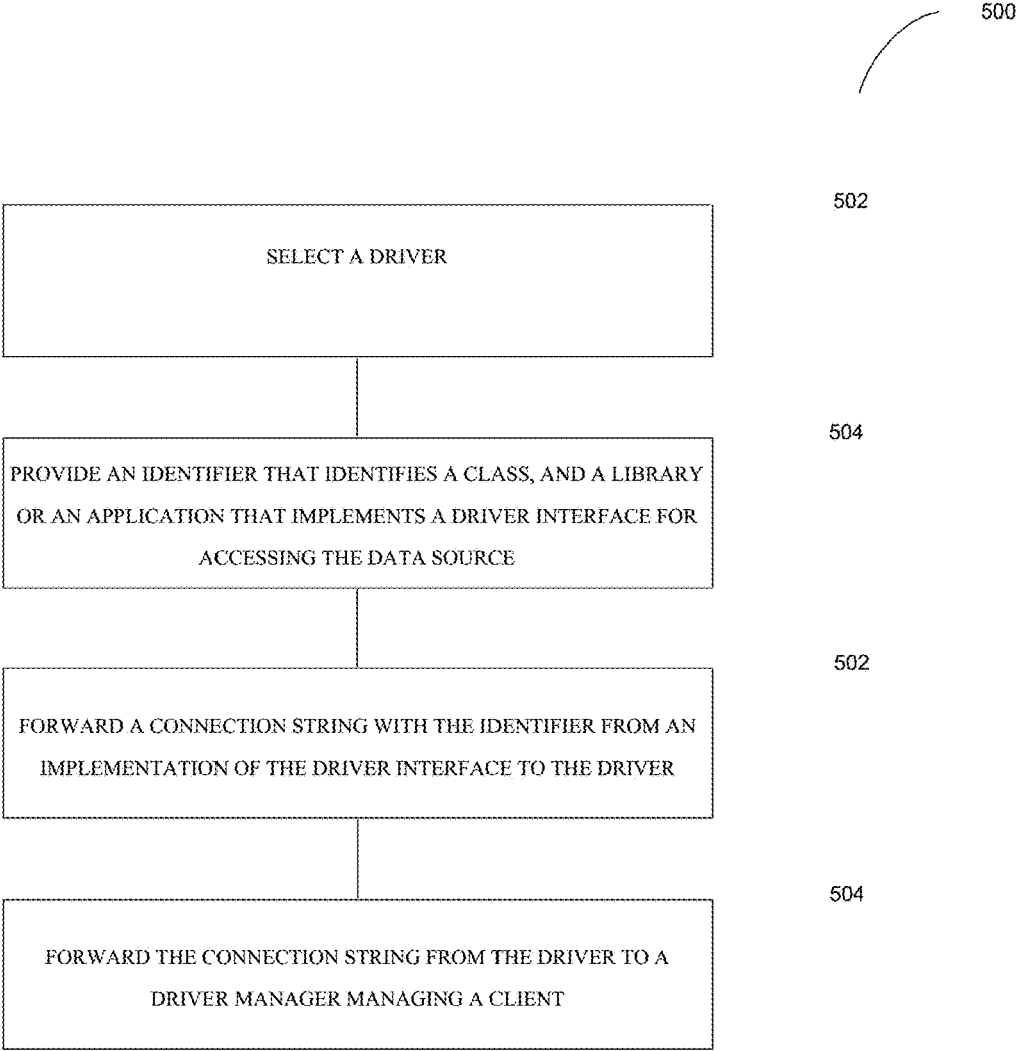 500
502
SELECT A DRIVER
504
PROVIDE AN IDENTIFIER THAT IDENTIFIES A CLASS, AND A LIBRARY
OR AN APPLICATION THAT IMPLEMENTS A DRIVER INTERFACE FOR
ACCESSING THE DATA SOURCE
502
FORWARD A CONNECTION STRING WITH THE IDENTIFIER FROM AN
IMPLEMENTATION OF THE DRIVER INTERFACE TO THE DRIVER
504
FORWARD THE CONNECTION STRING FROM THE DRIVER TO A
DRIVER MANAGER MANAGING A CLIENT